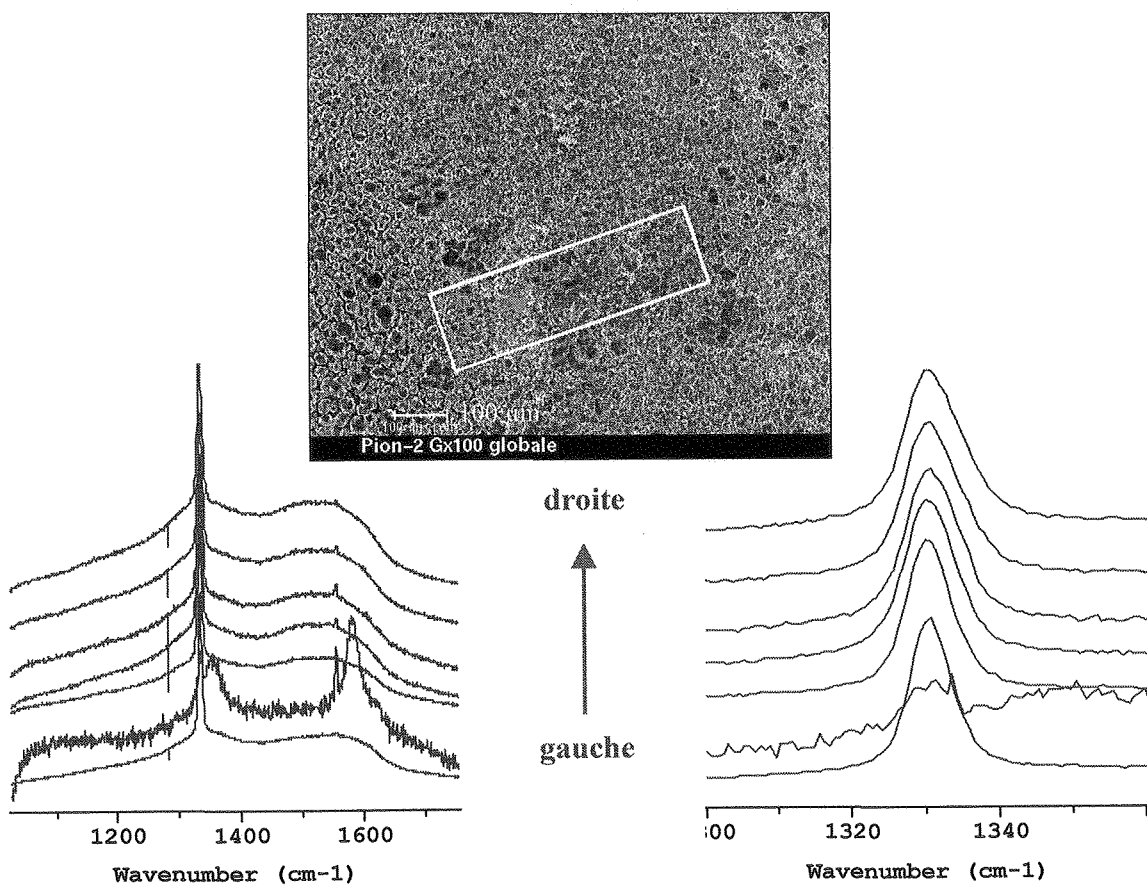 100 µm
Pion-2 Gx100 globale
droite
gauche
1200 1400 1600
Wavenumber (cm-1)
1320 1340
Wavenumber (cm-1)